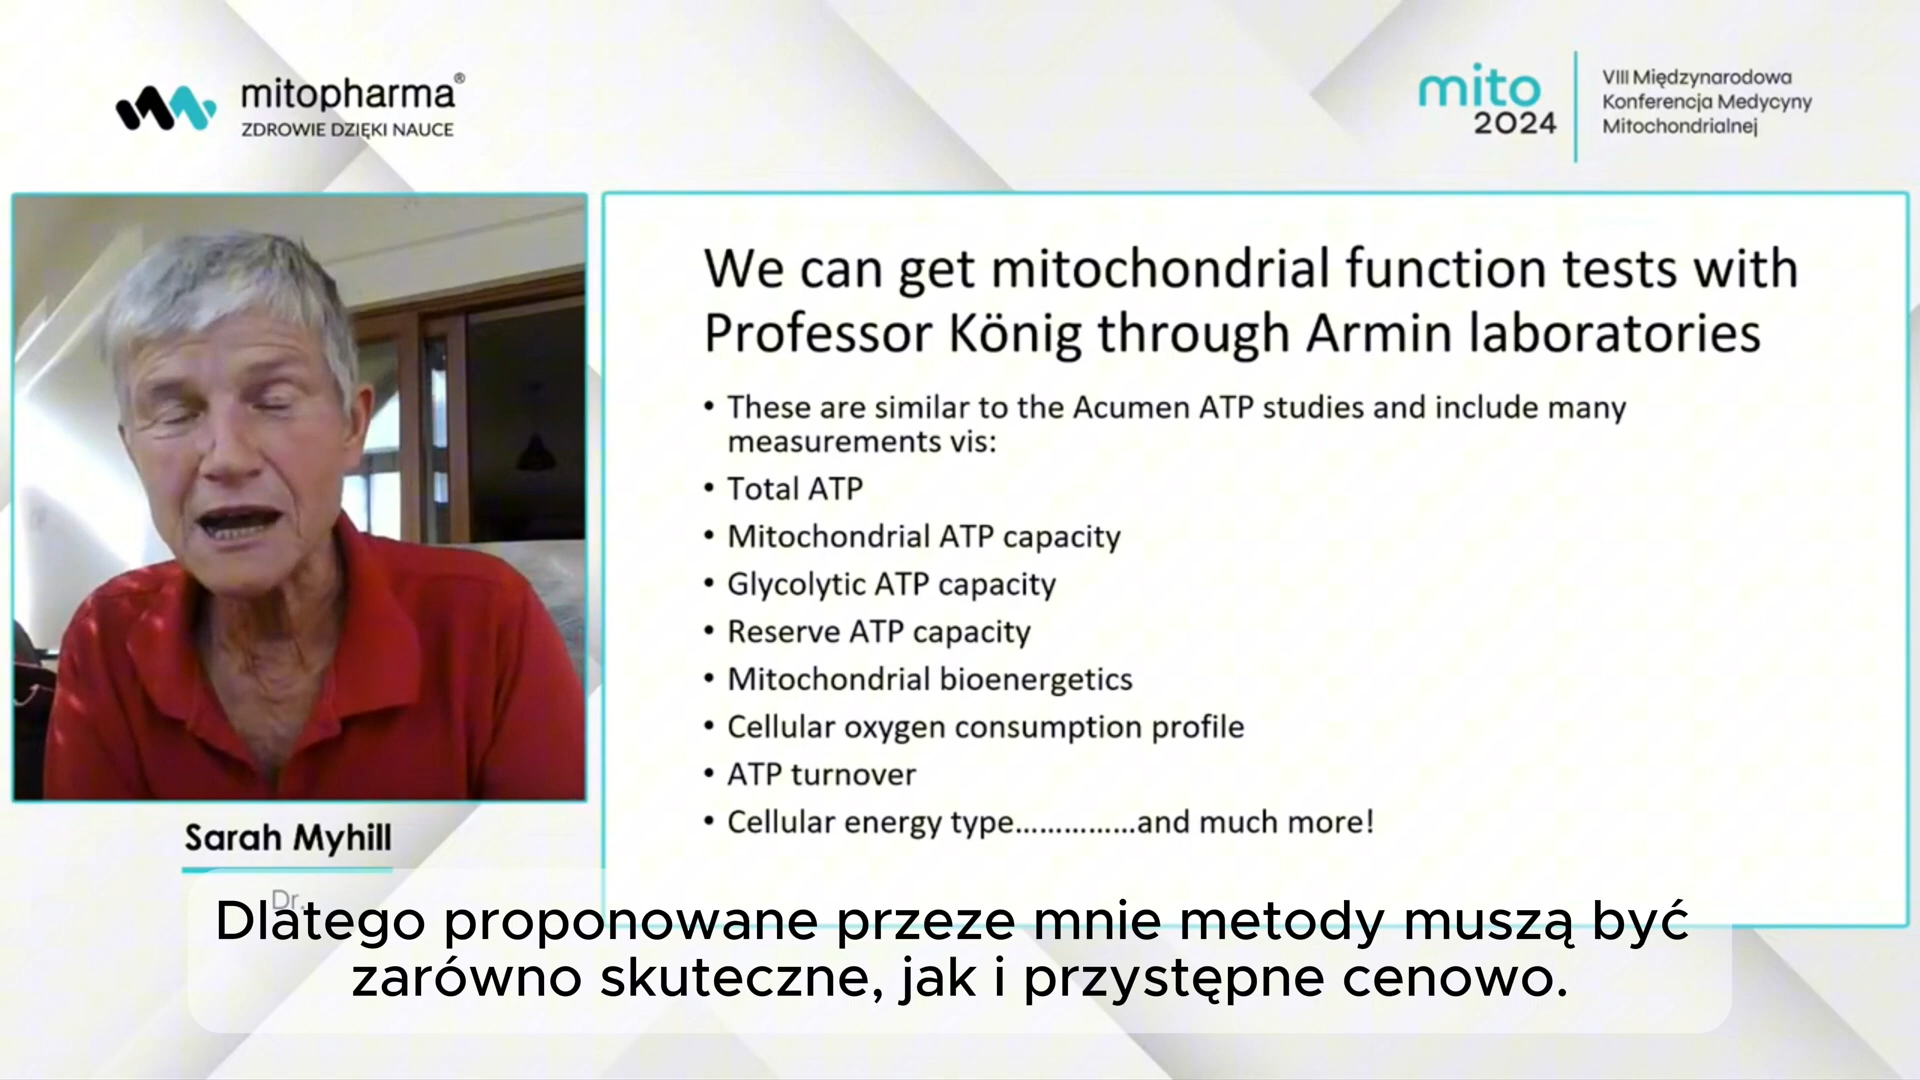 mitopharma®
ZDROWIE DZIĘKI NAUCE
mito
2024
VIII Międzynarodowa
Konferencja Medycyny
Mitochondrialnej
We can get mitochondrial function tests with
Professor König through Armin laboratories
• These are similar to the Acumen ATP studies and include many
measurements vis:
• Total ATP
• Mitochondrial ATP capacity
• Glycolytic ATP capacity
• Reserve ATP capacity
• Mitochondrial bioenergetics
• Cellular oxygen consumption profile
• ATP turnover
• Cellular energy type……………and much more!
Sarah Myhill
Dr.
Dlatego proponowane przeze mnie metody muszą być
zarówno skuteczne, jak i przystępne cenowo.